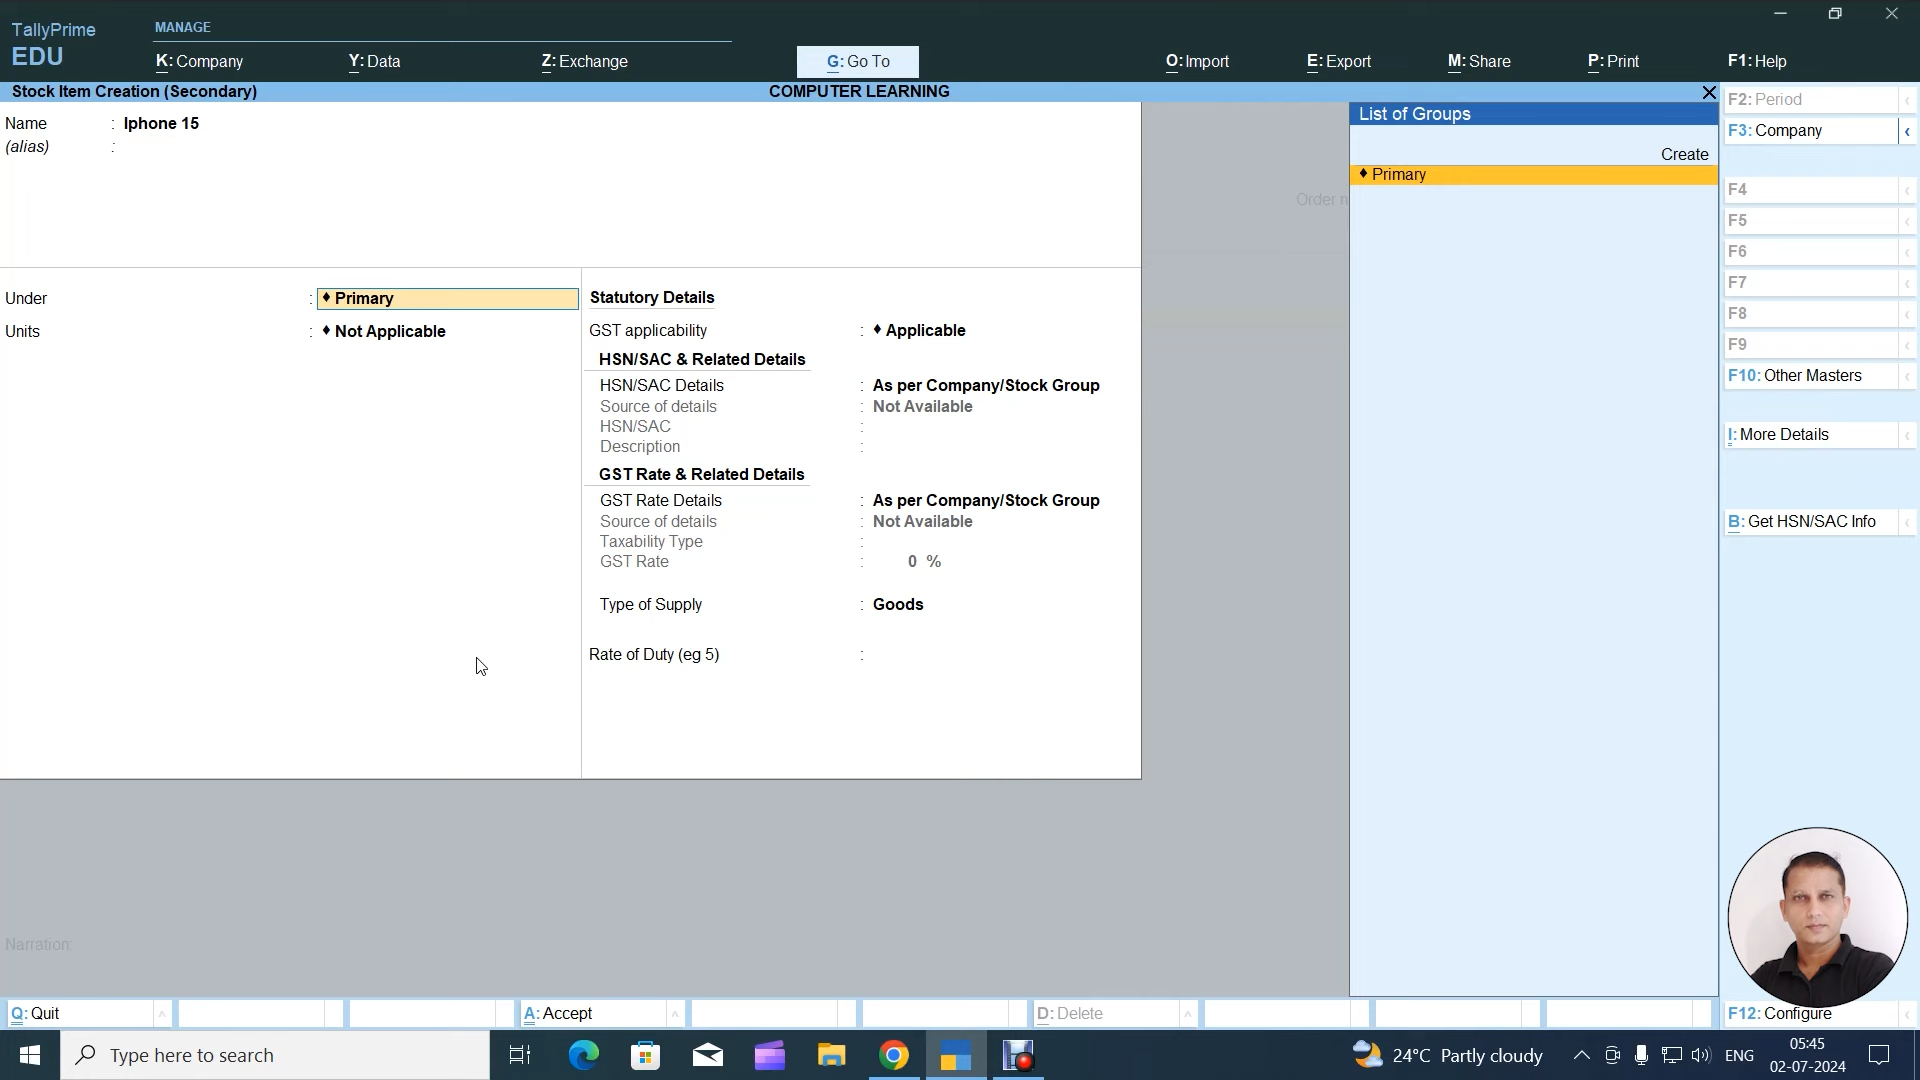 TallyPrime
EDU
MANAGE
K: Company
Y: Data
Z: Exchange
G: Go To
O: Import
E: Export
M: Share
P: Print
F1: Help
Stock Item Creation (Secondary)
COMPUTER LEARNING
Name : Iphone 15
(alias) :
Under : ♦ Primary
Units : ♦ Not Applicable
Statutory Details
GST applicability : ♦ Applicable
HSN/SAC & Related Details
HSN/SAC Details : As per Company/Stock Group
Source of details : Not Available
HSN/SAC :
Description :
GST Rate & Related Details
GST Rate Details : As per Company/Stock Group
Source of details : Not Available
Taxability Type :
GST Rate : 0 %
Type of Supply : Goods
Rate of Duty (eg 5) :
Order n
List of Groups
Create
♦ Primary
F2: Period
F3: Company
F4
F5
F6
F7
F8
F9
F10: Other Masters
I: More Details
B: Get HSN/SAC Info
F12: Configure
Narration:
Q: Quit
A: Accept
D: Delete
Type here to search
24°C Partly cloudy
ENG
05:45
02-07-2024